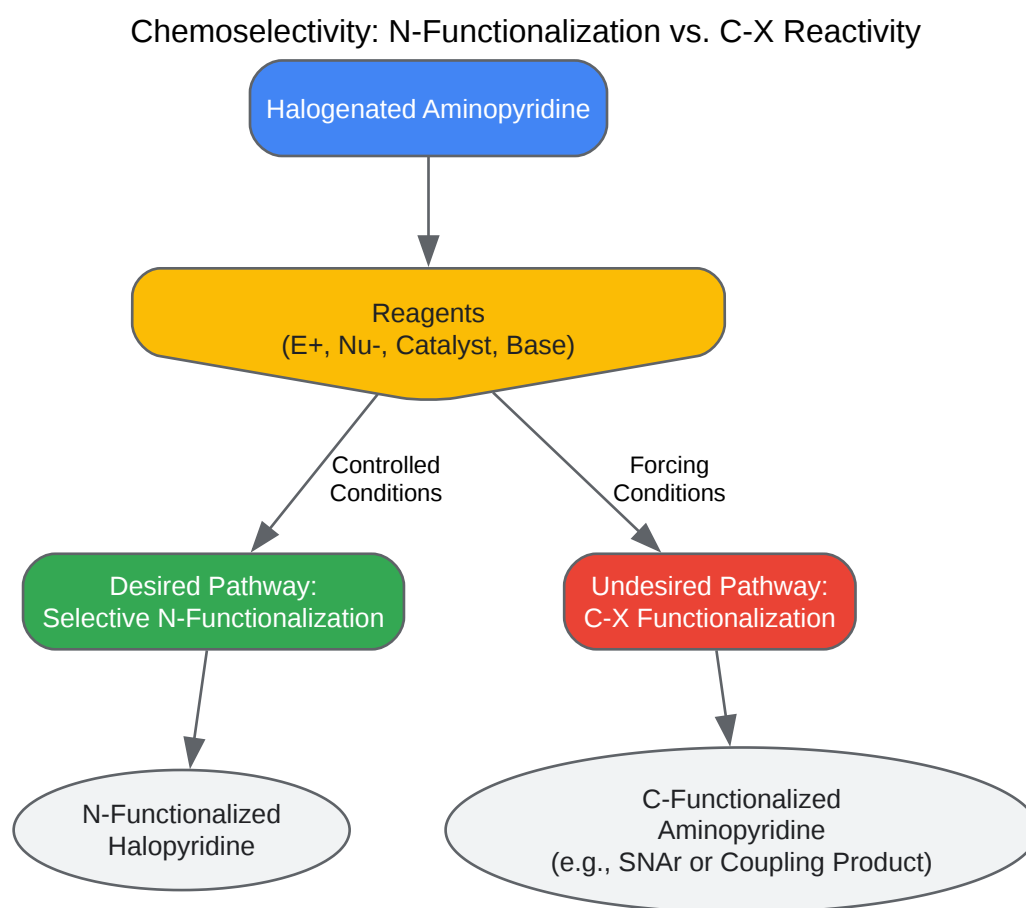 Chemoselectivity: N-Functionalization vs. C-X Reactivity
Halogenated Aminopyridine
Reagents
(E+, Nu-, Catalyst, Base)
Controlled
Conditions
Forcing
Conditions
Desired Pathway:
Selective N-Functionalization
Undesired Pathway:
C-X Functionalization
N-Functionalized
Halopyridine
C-Functionalized
Aminopyridine
(e.g., SNAr or Coupling Product)